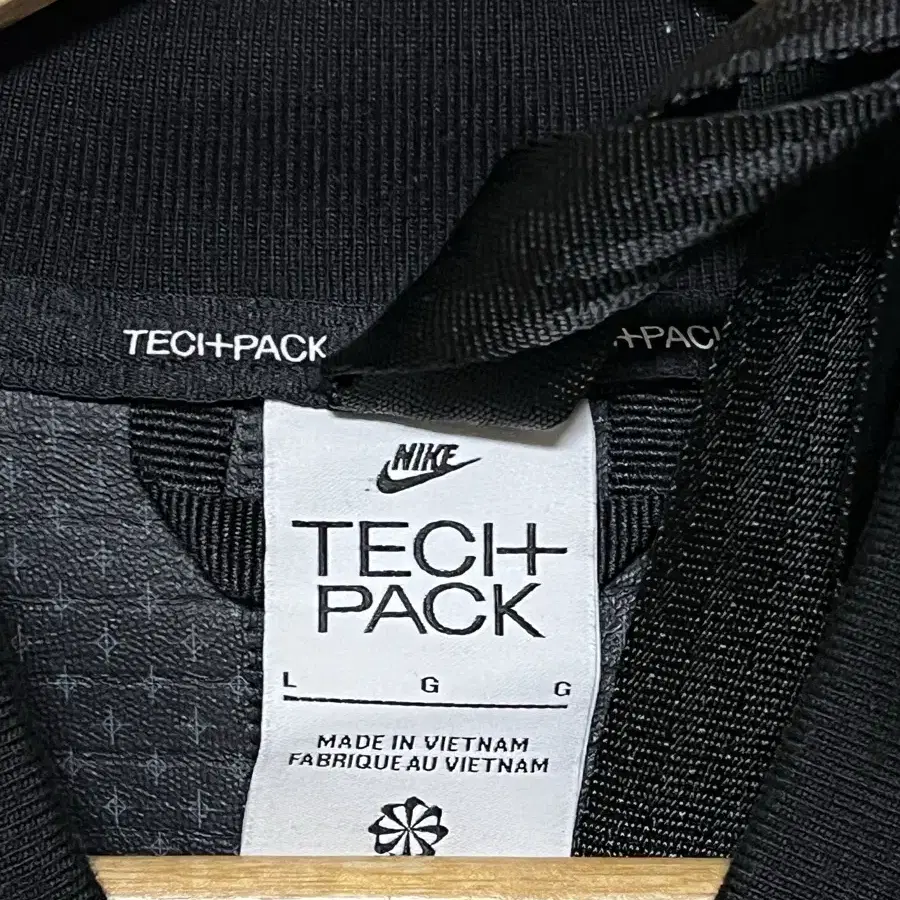 TECH+PACK
+PACK
NIKE
TECH+
PACK
L G G
MADE IN VIETNAM
FABRIQUE AU VIETNAM